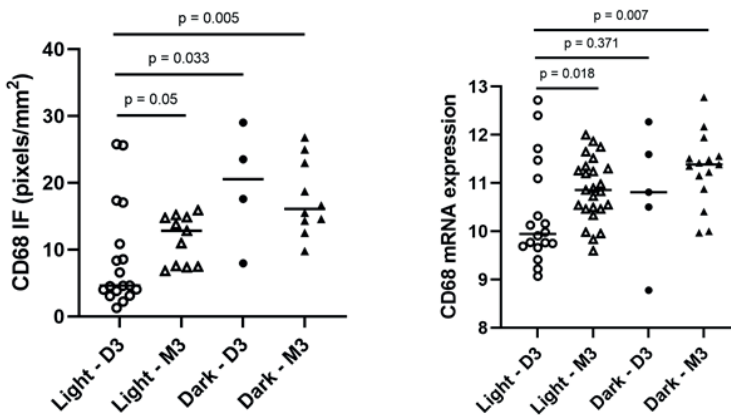 p = 0.005
p = 0.033
p = 0.05
CD68 IF (pixels/mm²)
40
30
20
10
0
Light - D3
Light - M3
Dark - D3
Dark - M3
p = 0.007
p = 0.371
p = 0.018
CD68 mRNA expression
13
12
11
10
9
8
Light - D3
Light - M3
Dark - D3
Dark - M3